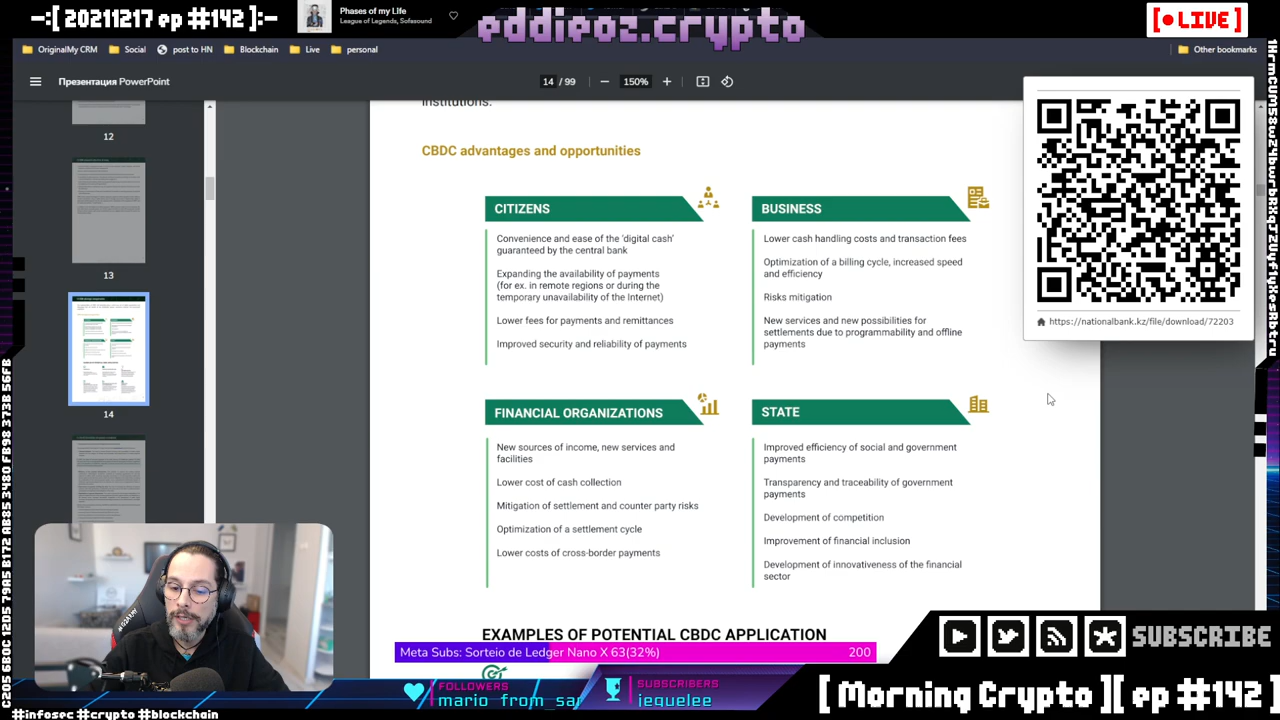 -:[ 20211217 ep #142 ]:-
Phases of my Life
League of Legends, Sofasound
eddieoz.crypto
[ • LIVE ]
OriginalMy CRM
Social
post to HN
Blockchain
Live
personal
Other bookmarks
Презентация PowerPoint
14 / 99
150%
12
13
14
institutions.
CBDC advantages and opportunities
CITIZENS
Convenience and ease of the 'digital cash'
guaranteed by the central bank
Expanding the availability of payments
(for ex. in remote regions or during the
temporary unavailability of the Internet)
Lower fees for payments and remittances
Improved security and reliability of payments
BUSINESS
Lower cash handling costs and transaction fees
Optimization of a billing cycle, increased speed
and efficiency
Risks mitigation
New services and new possibilities for
settlements due to programmability and offline
payments
FINANCIAL ORGANIZATIONS
New sources of income, new services and
facilities
Lower cost of cash collection
Mitigation of settlement and counter party risks
Optimization of a settlement cycle
Lower costs of cross-border payments
STATE
Improved efficiency of social and government
payments
Transparency and traceability of government
payments
Development of competition
Improvement of financial inclusion
Development of innovativeness of the financial
sector
EXAMPLES OF POTENTIAL CBDC APPLICATION
https://nationalbank.kz/file/download/72203
Meta Subs: Sorteio de Ledger Nano X 63(32%)
200
FOLLOWERS
mario_from_sa
SUBSCRIBERS
jequelee
SUBSCRIBE
[ Morning Crypto ][ ep #142 ]
#infosec #crypto #blockchain